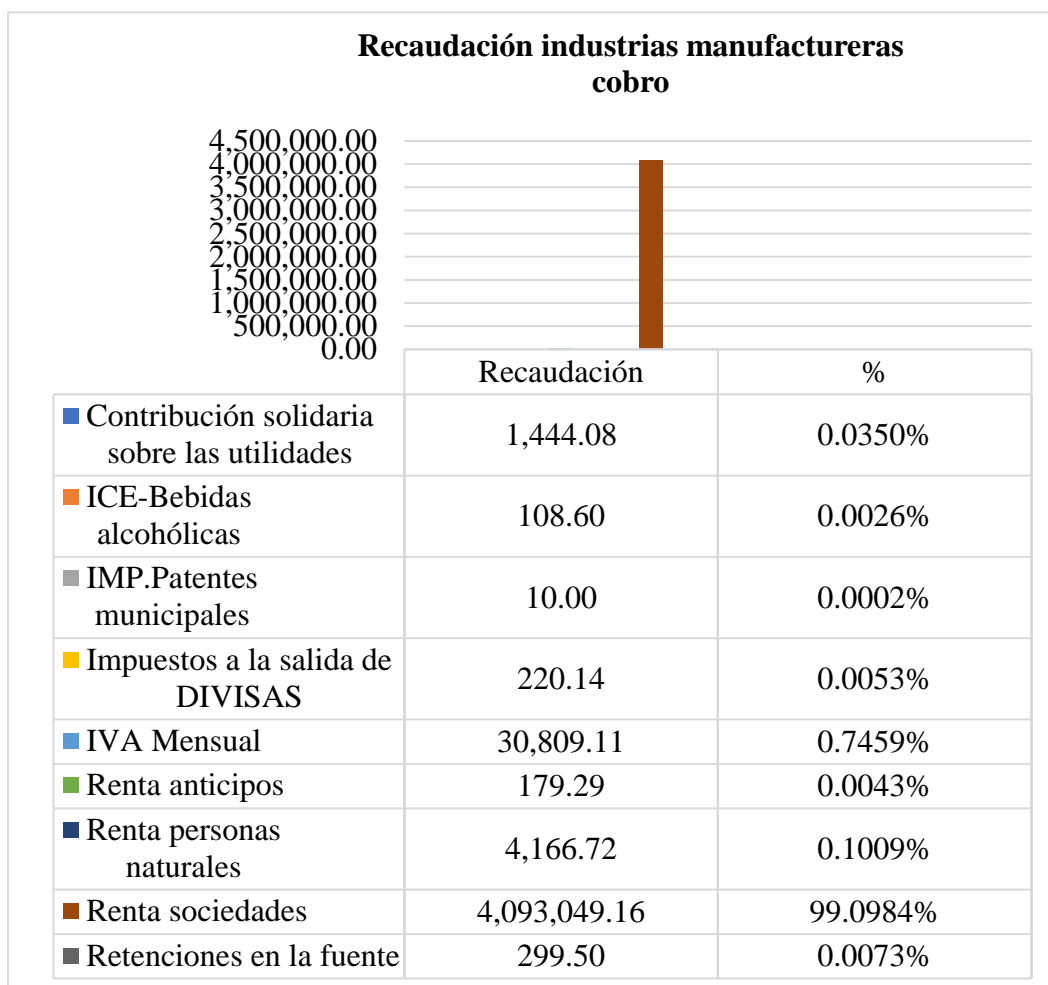 Recaudación industrias manufactureras
cobro
4,500,000.00
4,000,000.00
3,500,000.00
3,000,000.00
2,500,000.00
2,000,000.00
1,500,000.00
1,000,000.00
500,000.00
0.00
Recaudación %
Contribución solidaria
sobre las utilidades 1,444.08 0.0350%
ICE-Bebidas
alcohólicas 108.60 0.0026%
IMP.Patentes
municipales 10.00 0.0002%
Impuestos a la salida de
DIVISAS 220.14 0.0053%
IVA Mensual 30,809.11 0.7459%
Renta anticipos 179.29 0.0043%
Renta personas
naturales 4,166.72 0.1009%
Renta sociedades 4,093,049.16 99.0984%
Retenciones en la fuente 299.50 0.0073%